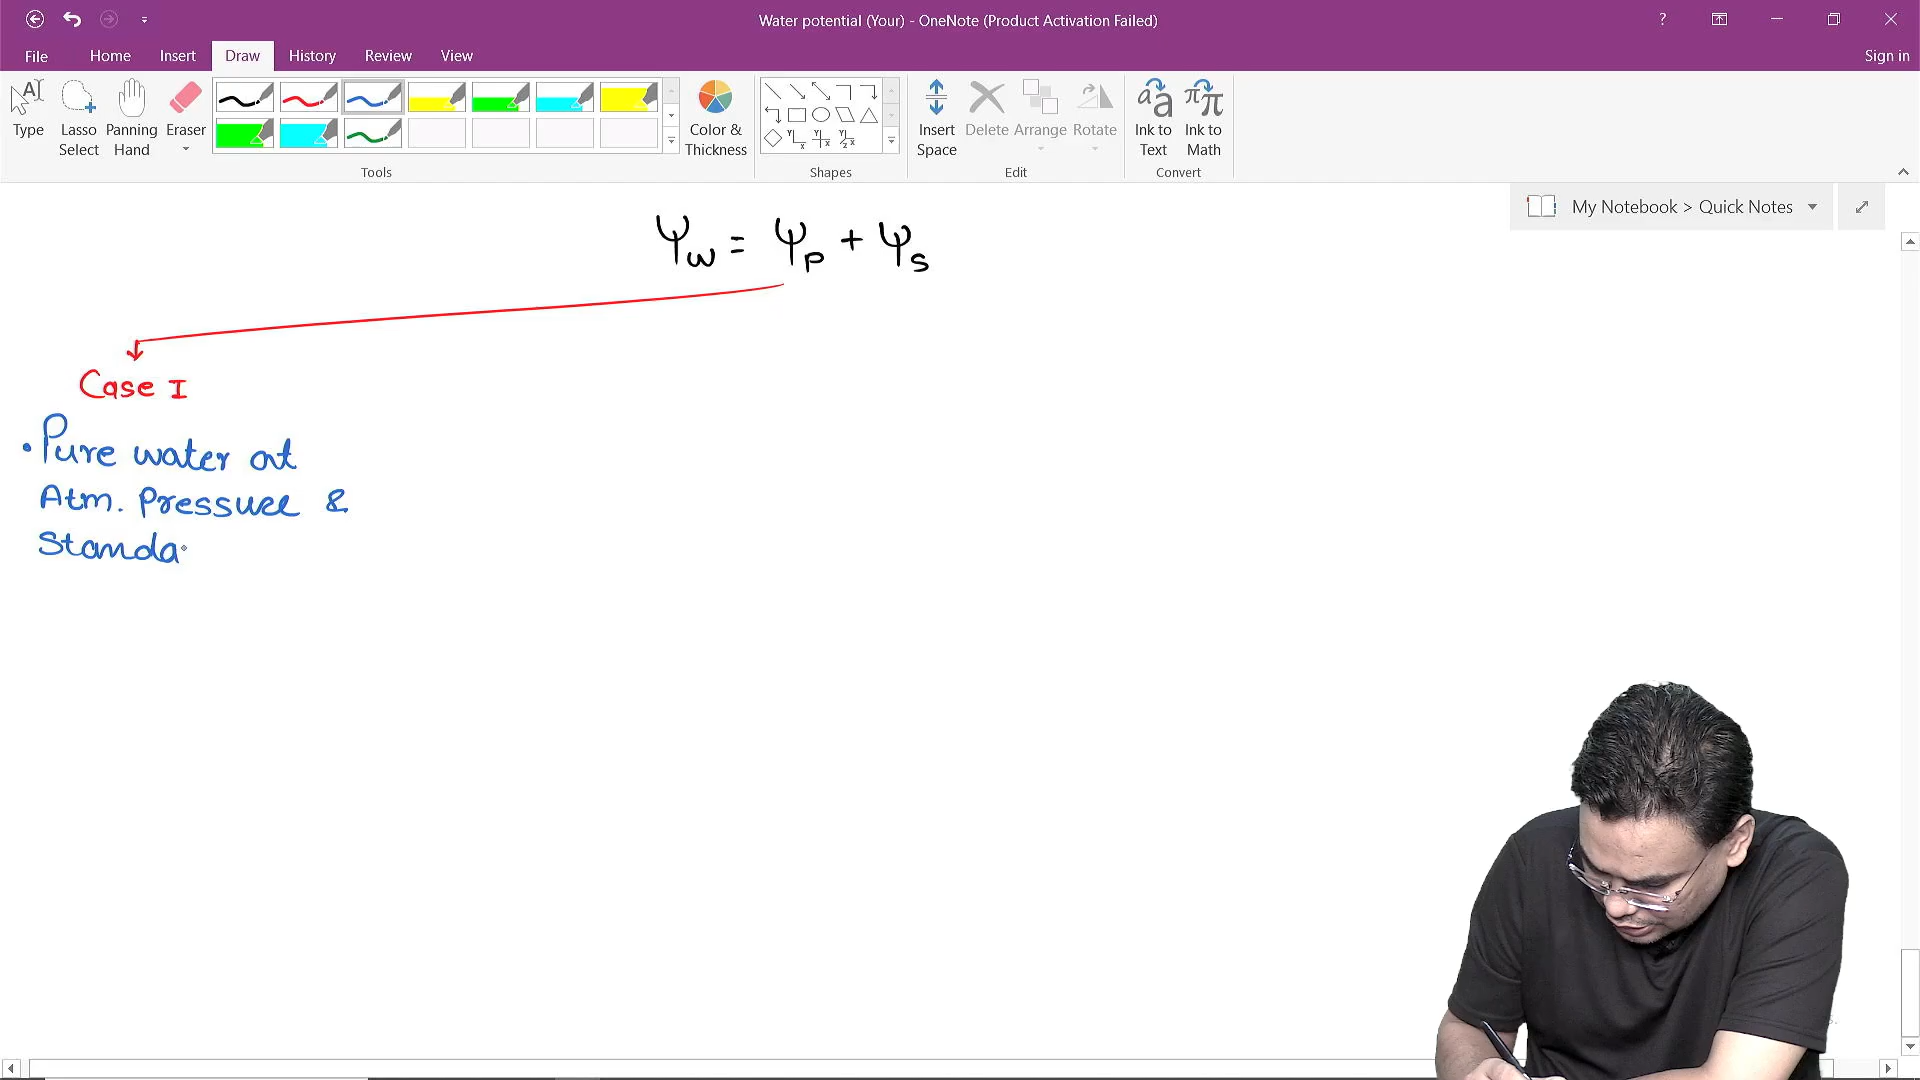 Water potential (Your) - OneNote (Product Activation Failed)
?
File Home Insert Draw History Review View
Sign in
Type
Lasso Select
Panning Hand
Eraser
Color & Thickness
Insert Space
Delete
Arrange
Rotate
Ink to Text
Ink to Math
Tools
Shapes
Edit
Convert
My Notebook > Quick Notes
Ψw = Ψp + Ψs
Case I
• Pure water at
Atm. Pressure &
Standa